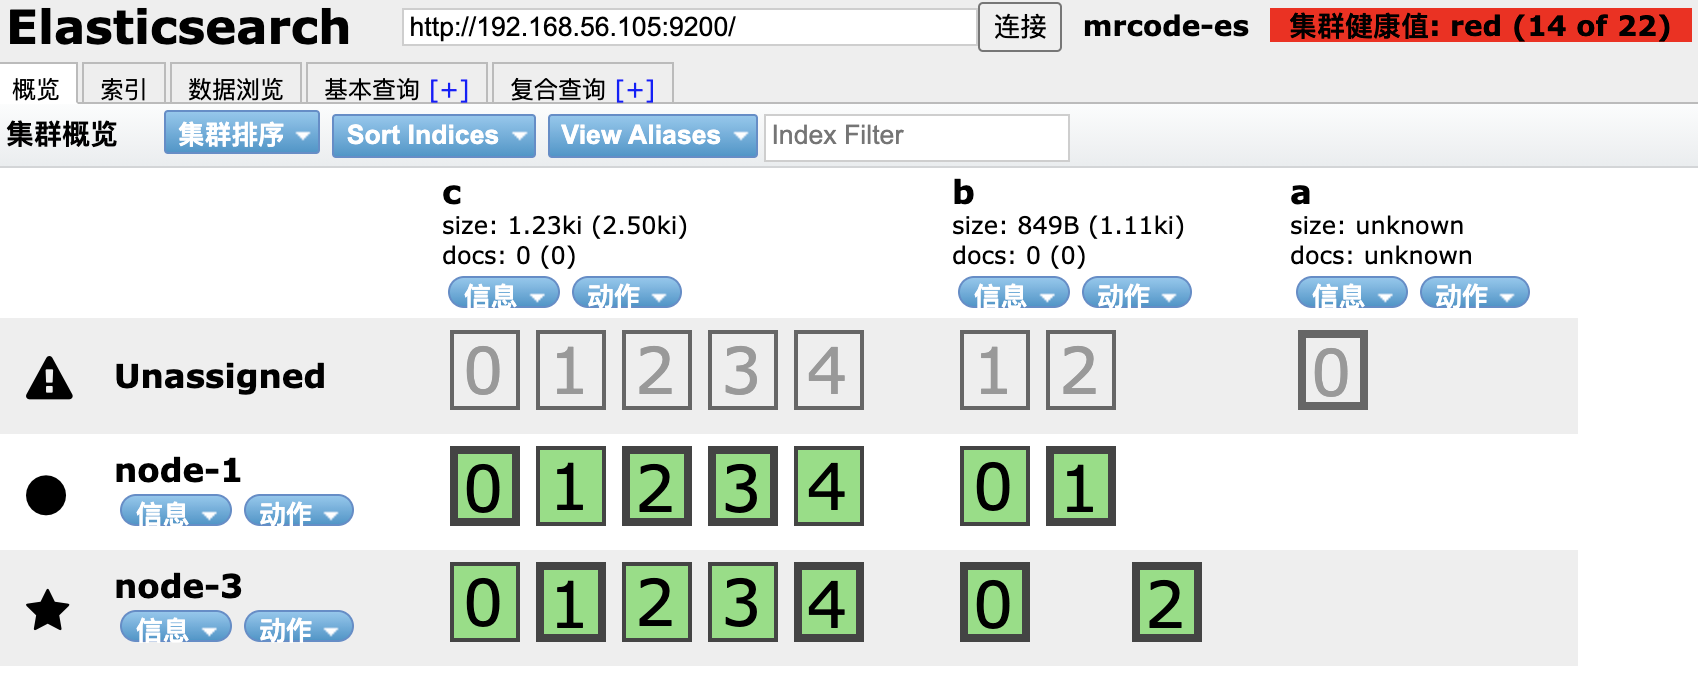 Elasticsearch http://192.168.56.105:9200/ 连接 mrcode-es 集群健康值: red (14 of 22)
概览 索引 数据浏览 基本查询 [+] 复合查询 [+]
集群概览 集群排序 Sort Indices View Aliases Index Filter
c b a
size: 1.23ki (2.50ki) size: 849B (1.11ki) size: unknown
docs: 0 (0) docs: 0 (0) docs: unknown
信息 动作 信息 动作 信息 动作
Unassigned 0 1 2 3 4 1 2 0
node-1 0 1 2 3 4 0 1
信息 动作
node-3 0 1 2 3 4 0 2
信息 动作